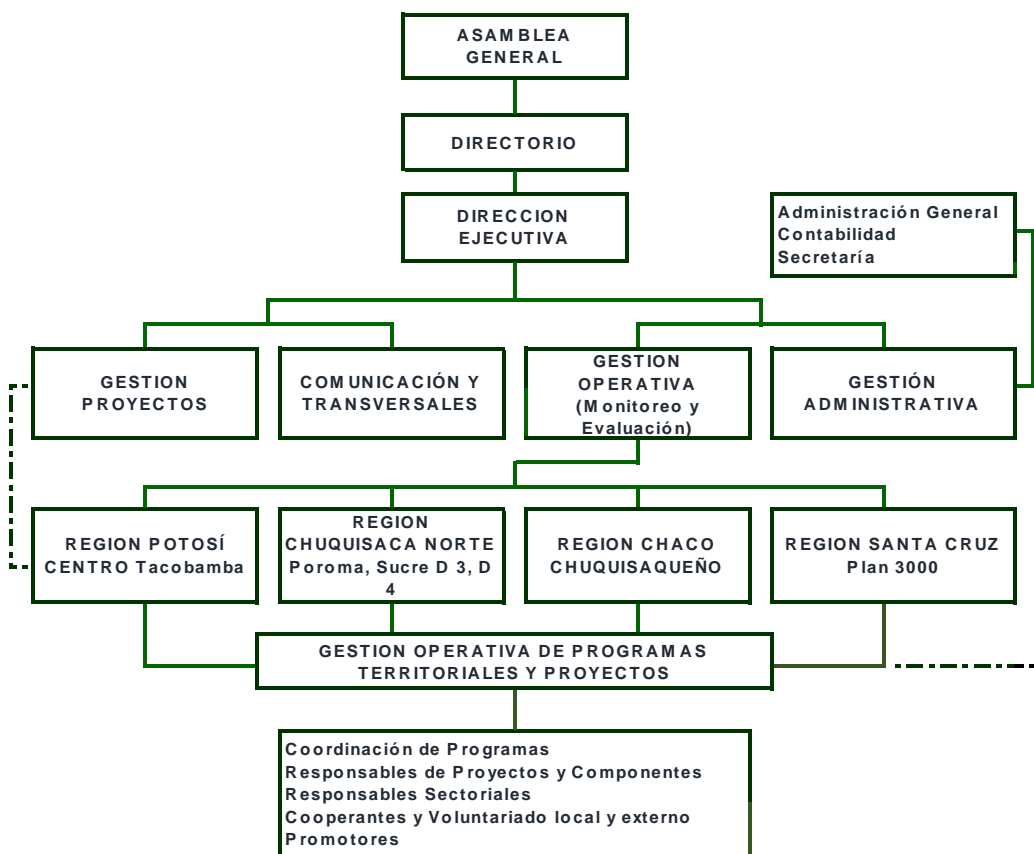 ASAMBLEA
GENERAL
DIRECTORIO
DIRECCION
EJECUTIVA
Administración General
Contabilidad
Secretaría
GESTION
PROYECTOS
COMUNICACIÓN Y
TRANSVERSALES
GESTION
OPERATIVA
(Monitoreo y
Evaluación)
GESTIÓN
ADMINISTRATIVA
REGION POTOSÍ
CENTRO Tacobamba
REGION
CHUQUISACA NORTE
Poroma, Sucre D 3, D
4
REGION CHACO
CHUQUISAQUEÑO
REGION SANTA CRUZ
Plan 3000
GESTION OPERATIVA DE PROGRAMAS
TERRITORIALES Y PROYECTOS
Coordinación de Programas
Responsables de Proyectos y Componentes
Responsables Sectoriales
Cooperantes y Voluntariado local y externo
Promotores